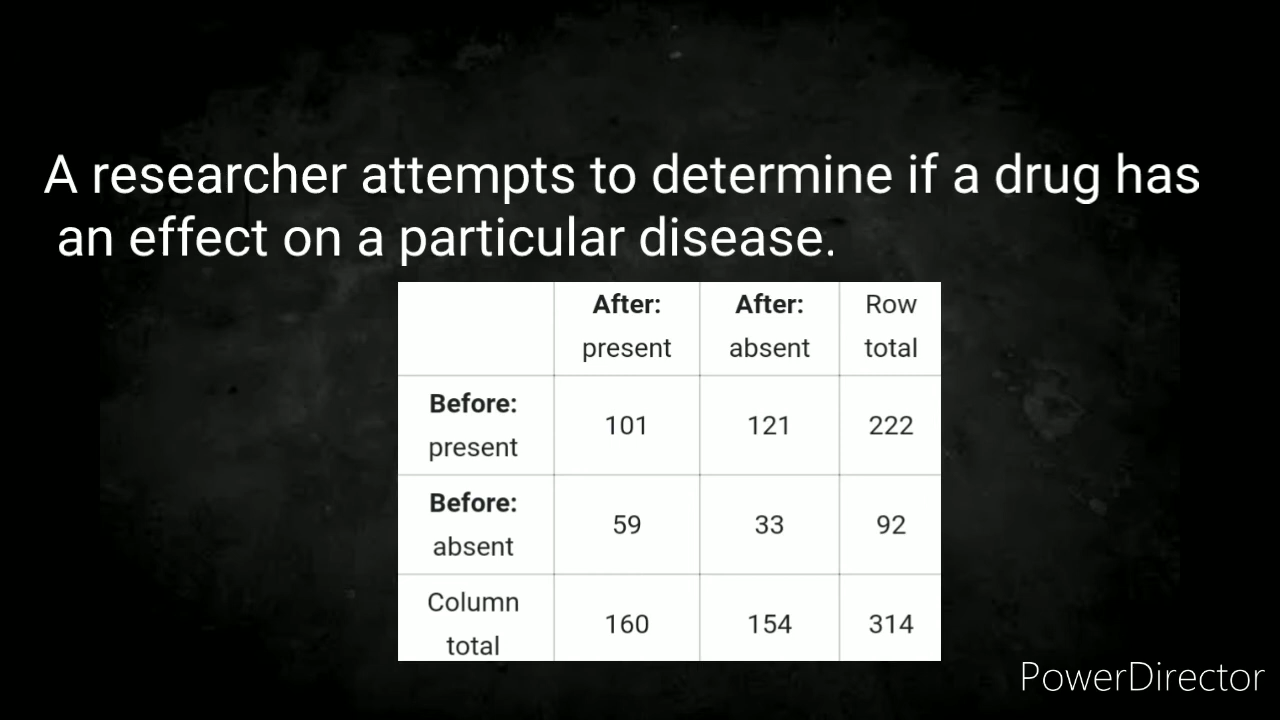 A researcher attempts to determine if a drug has
an effect on a particular disease.
After: After: Row
present absent total
Before:
present 101 121 222
Before:
absent 59 33 92
Column
total 160 154 314
PowerDirector